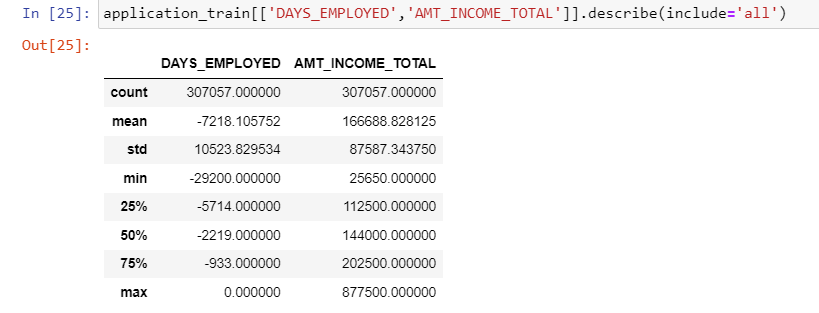 In [25]: application_train[['DAYS_EMPLOYED','AMT_INCOME_TOTAL']].describe(include='all')
Out[25]:
DAYS_EMPLOYED AMT_INCOME_TOTAL
count 307057.000000 307057.000000
mean -7218.105752 166688.828125
std 10523.829534 87587.343750
min -29200.000000 25650.000000
25% -5714.000000 112500.000000
50% -2219.000000 144000.000000
75% -933.000000 202500.000000
max 0.000000 877500.000000